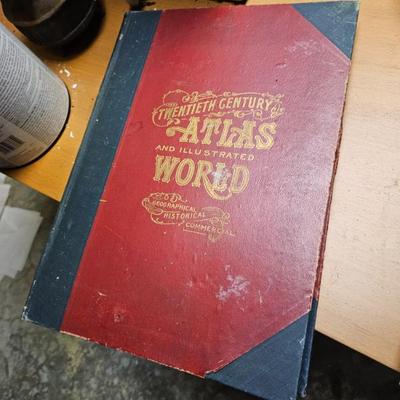 TWENTIETH CENTURY
ATLAS
AND ILLUSTRATED
WORLD
GEOGRAPHICAL
HISTORICAL
COMMERCIAL